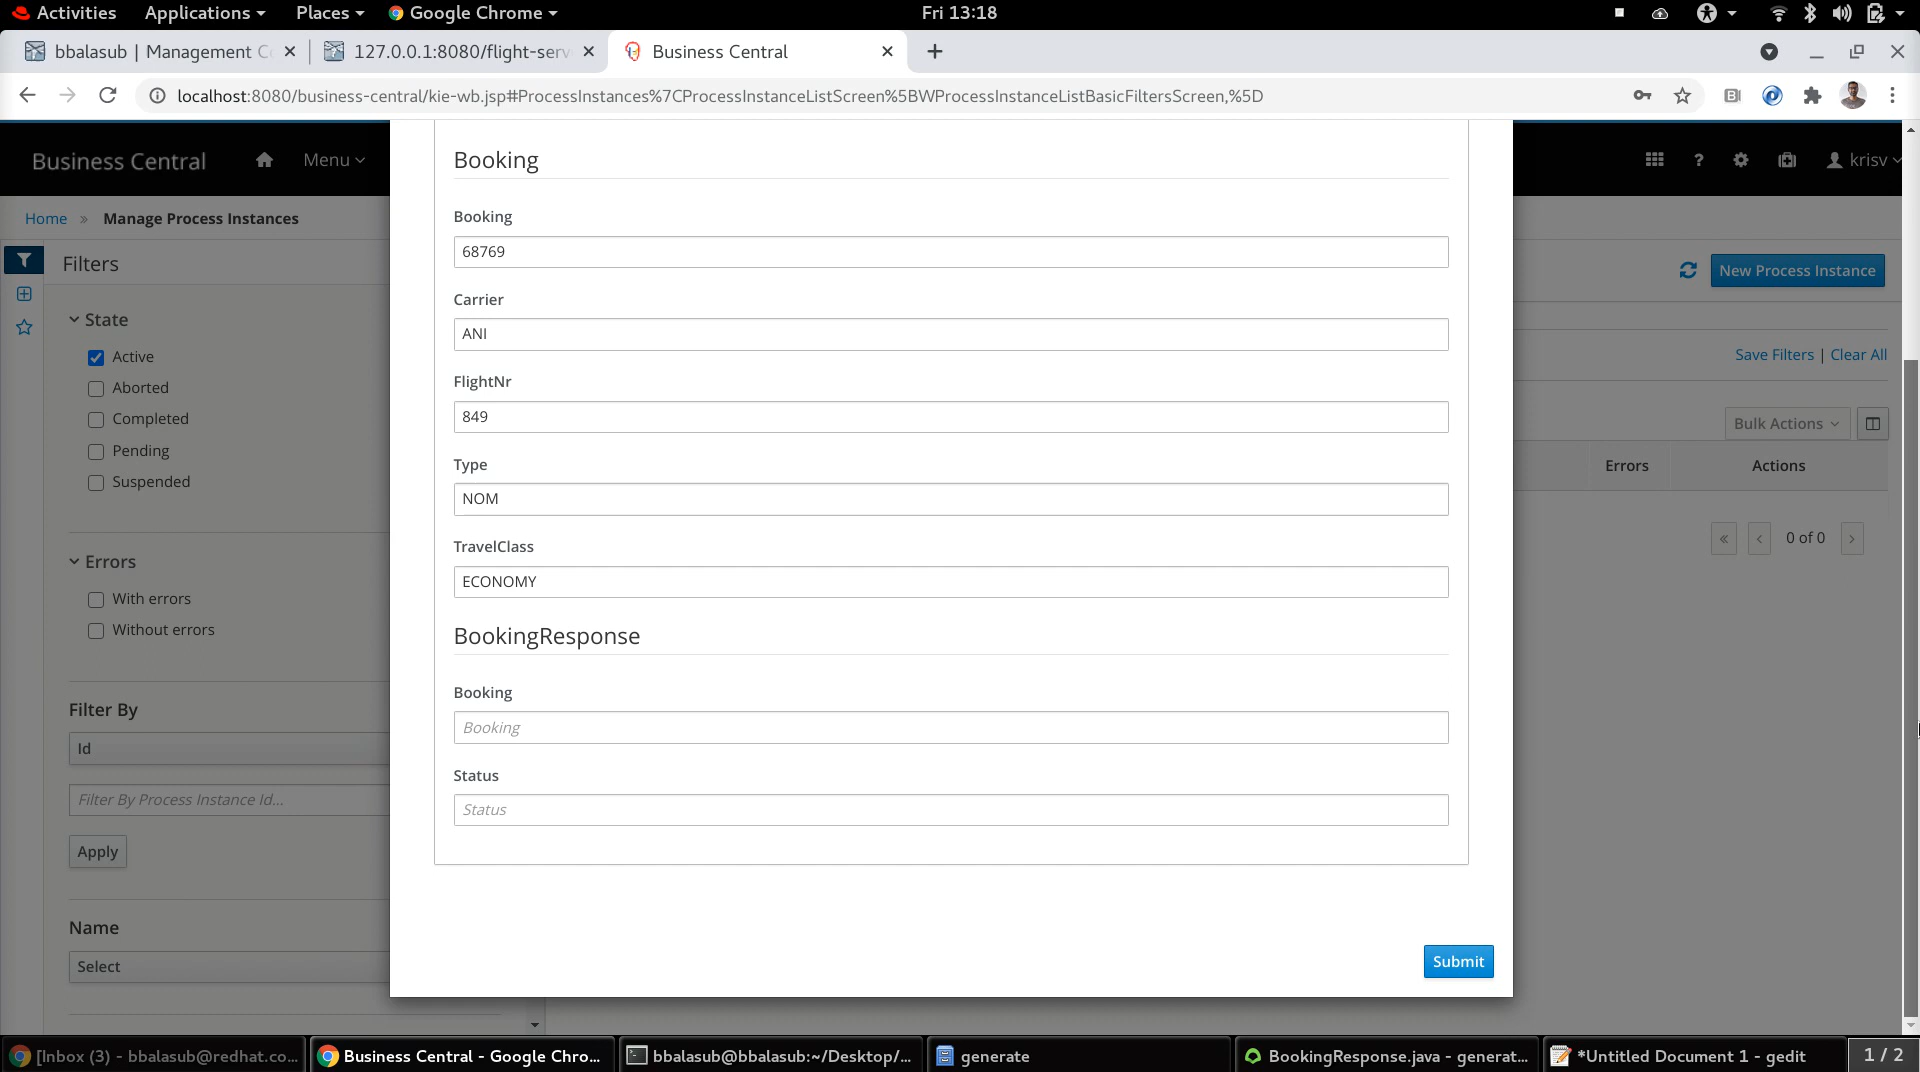 Activities Applications Places Google Chrome Fri 13:18
bbalasub | Management C 127.0.0.1:8080/flight-serv Business Central
localhost:8080/business-central/kie-wb.jsp#ProcessInstances%7CProcessInstanceListScreen%5BWProcessInstanceListBasicFiltersScreen,%5D
Business Central Menu ? krisv
Home » Manage Process Instances
Filters
State
Active
Aborted
Completed
Pending
Suspended
Errors
With errors
Without errors
Filter By
Id
Filter By Process Instance Id...
Apply
Name
Select
Booking
Booking
68769
Carrier
ANI
FlightNr
849
Type
NOM
TravelClass
ECONOMY
BookingResponse
Booking
Booking
Status
Status
Submit
New Process Instance
Save Filters | Clear All
Bulk Actions
Errors Actions
« < 0 of 0 >
[Inbox (3) - bbalasub@redhat.co... Business Central - Google Chro... bbalasub@bbalasub:~/Desktop/... generate BookingResponse.java - generat... *Untitled Document 1 - gedit 1 / 2